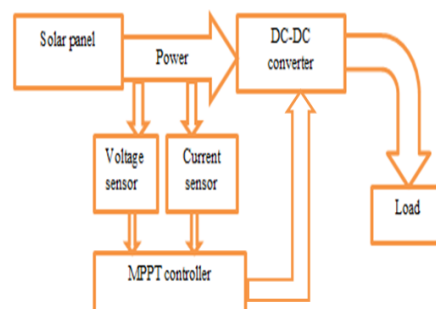 Solar panel
Power
DC-DC
converter
Voltage
sensor
Current
sensor
Load
MPPT controller